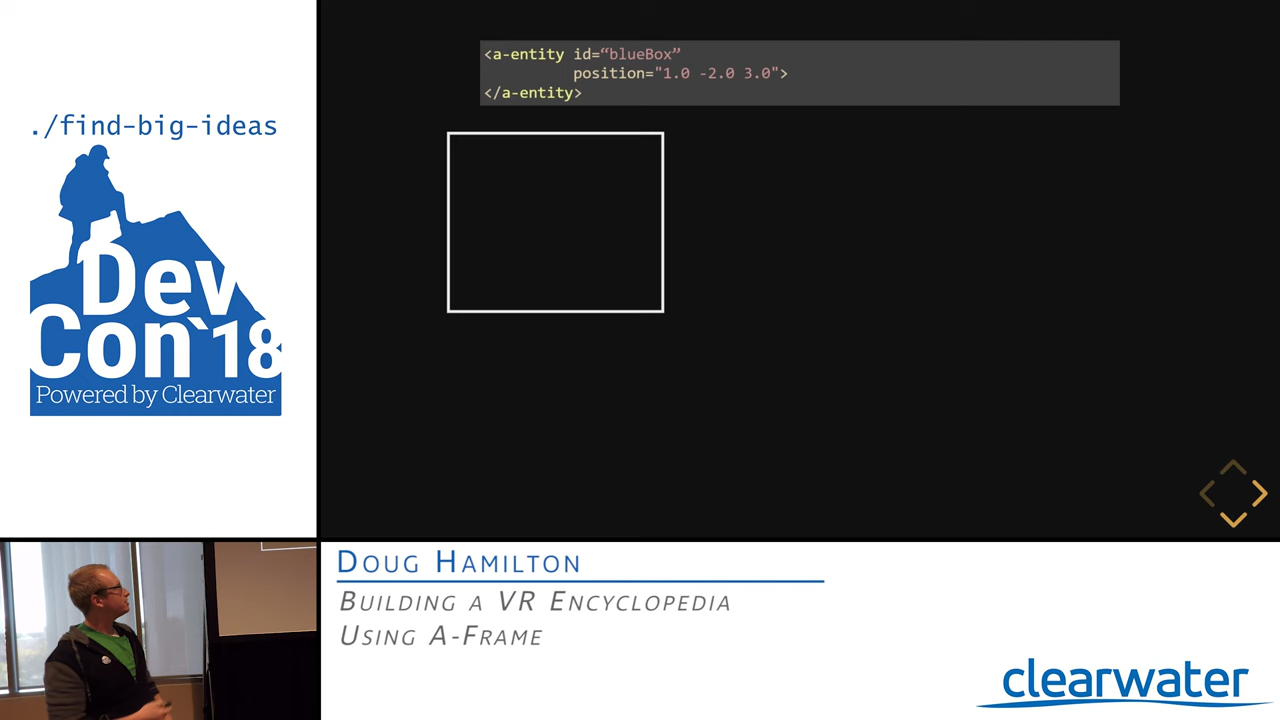 <a-entity id=“blueBox”
position="1.0 -2.0 3.0">
</a-entity>
./find-big-ideas
Dev
Con`18
Powered by Clearwater
DOUG HAMILTON
BUILDING A VR ENCYCLOPEDIA
USING A-FRAME
clearwater